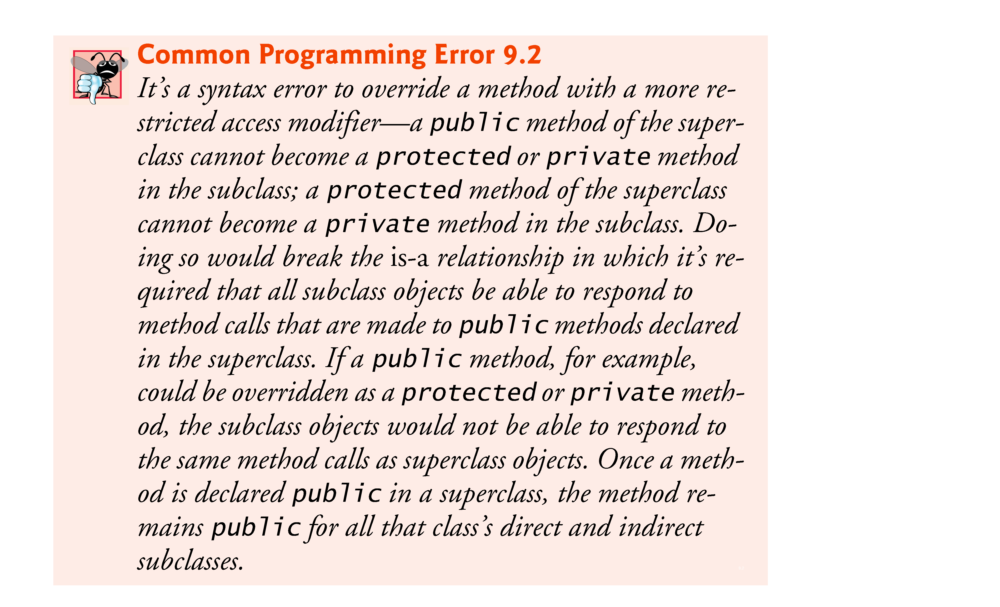 Common Programming Error 9.2
It’s a syntax error to override a method with a more re-
stricted access modifier—a public method of the super-
class cannot become a protected or private method
in the subclass; a protected method of the superclass
cannot become a private method in the subclass. Do-
ing so would break the is-a relationship in which it’s re-
quired that all subclass objects be able to respond to
method calls that are made to public methods declared
in the superclass. If a public method, for example,
could be overridden as a protected or private meth-
od, the subclass objects would not be able to respond to
the same method calls as superclass objects. Once a meth-
od is declared public in a superclass, the method re-
mains public for all that class’s direct and indirect
subclasses.